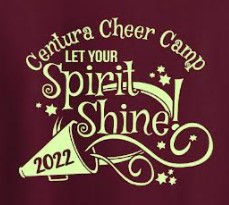 Centura Cheer Camp
LET YOUR
Spirit
Shine!
2022